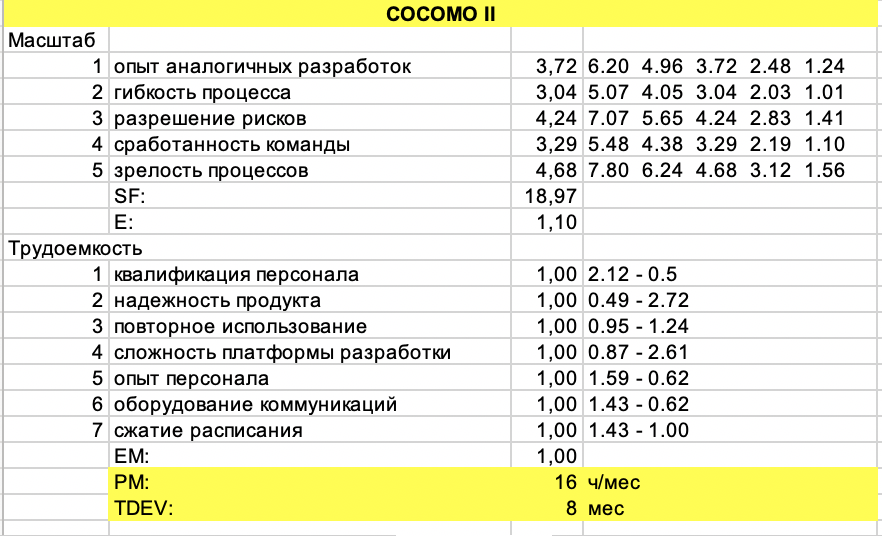 COCOMO II
Масштаб
1 опыт аналогичных разработок 3,72 6.20 4.96 3.72 2.48 1.24
2 гибкость процесса 3,04 5.07 4.05 3.04 2.03 1.01
3 разрешение рисков 4,24 7.07 5.65 4.24 2.83 1.41
4 сработанность команды 3,29 5.48 4.38 3.29 2.19 1.10
5 зрелость процессов 4,68 7.80 6.24 4.68 3.12 1.56
SF: 18,97
E: 1,10
Трудоемкость
1 квалификация персонала 1,00 2.12 - 0.5
2 надежность продукта 1,00 0.49 - 2.72
3 повторное использование 1,00 0.95 - 1.24
4 сложность платформы разработки 1,00 0.87 - 2.61
5 опыт персонала 1,00 1.59 - 0.62
6 оборудование коммуникаций 1,00 1.43 - 0.62
7 сжатие расписания 1,00 1.43 - 1.00
EM: 1,00
PM: 16 ч/мес
TDEV: 8 мес